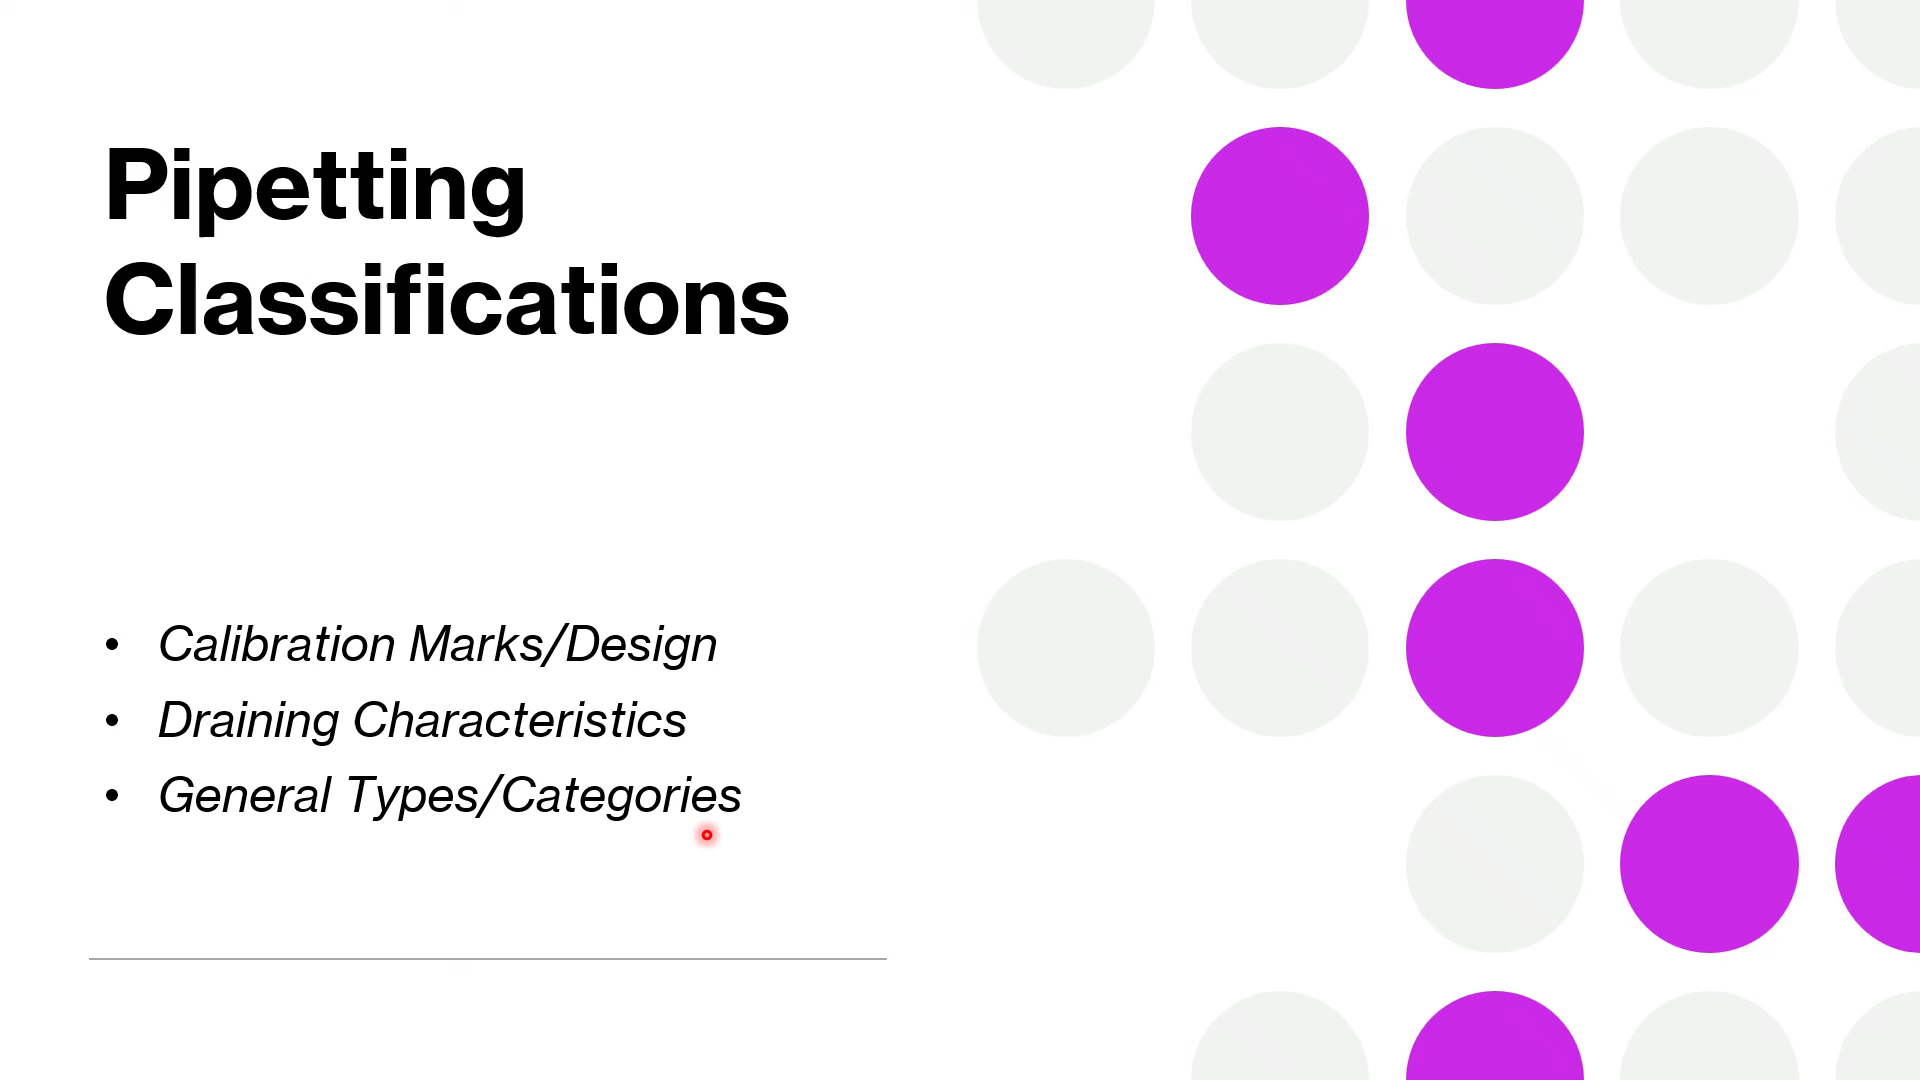 Pipetting
Classifications
• Calibration Marks/Design
• Draining Characteristics
• General Types/Categories